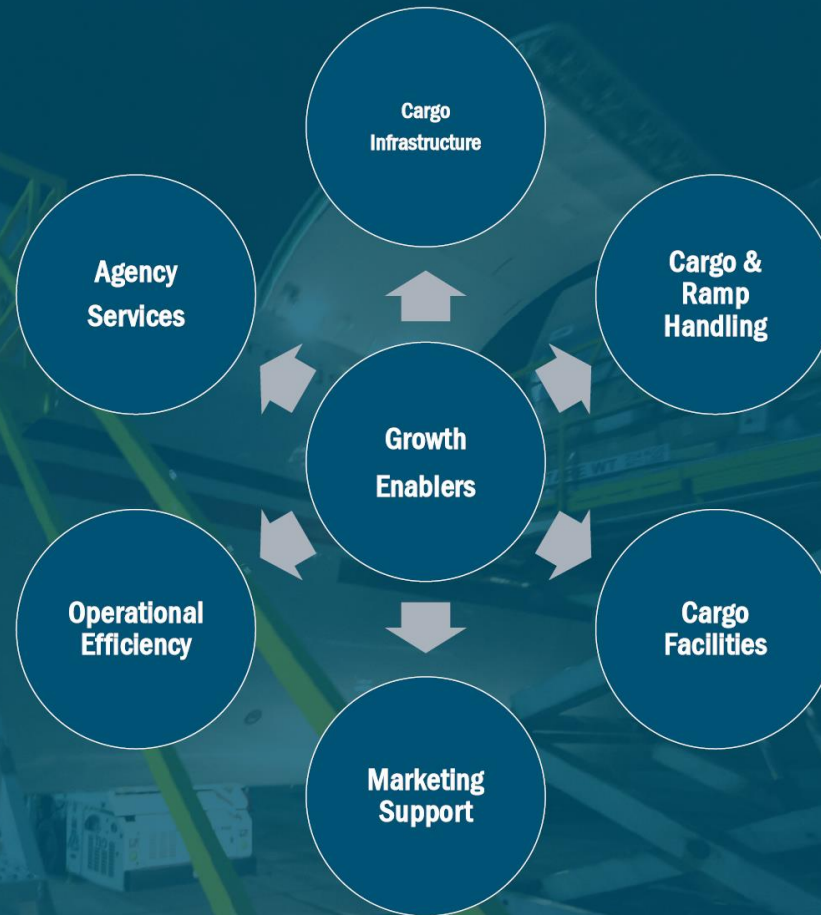 Cargo
Infrastructure
Agency
Services
Cargo &
Ramp
Handling
Growth
Enablers
Operational
Efficiency
Cargo
Facilities
Marketing
Support